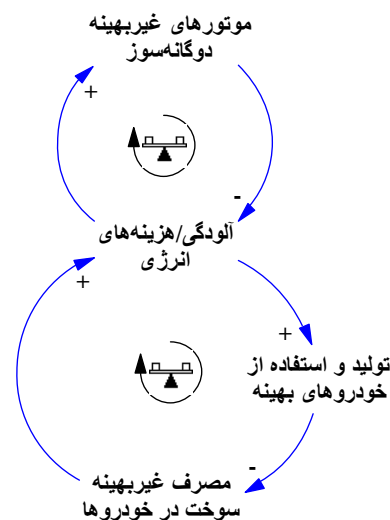 موتورهای غیربهینه
دوگانه‌سوز
+
-
آلودگی/هزینه‌های
انرژی
+
+
تولید و استفاده از
خودروهای بهینه
-
مصرف غیربهینه
سوخت در خودروها